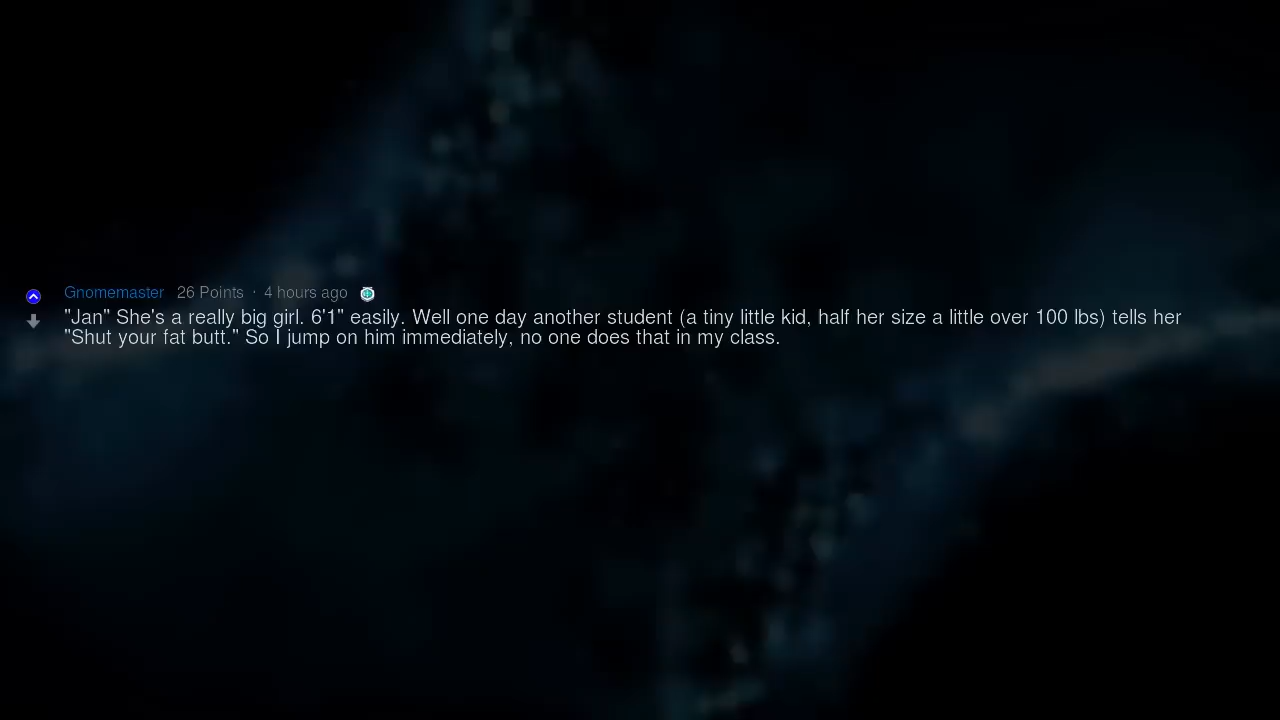 Gnomemaster 26 Points · 4 hours ago
"Jan" She's a really big girl. 6'1" easily. Well one day another student (a tiny little kid, half her size a little over 100 lbs) tells her
"Shut your fat butt." So I jump on him immediately, no one does that in my class.